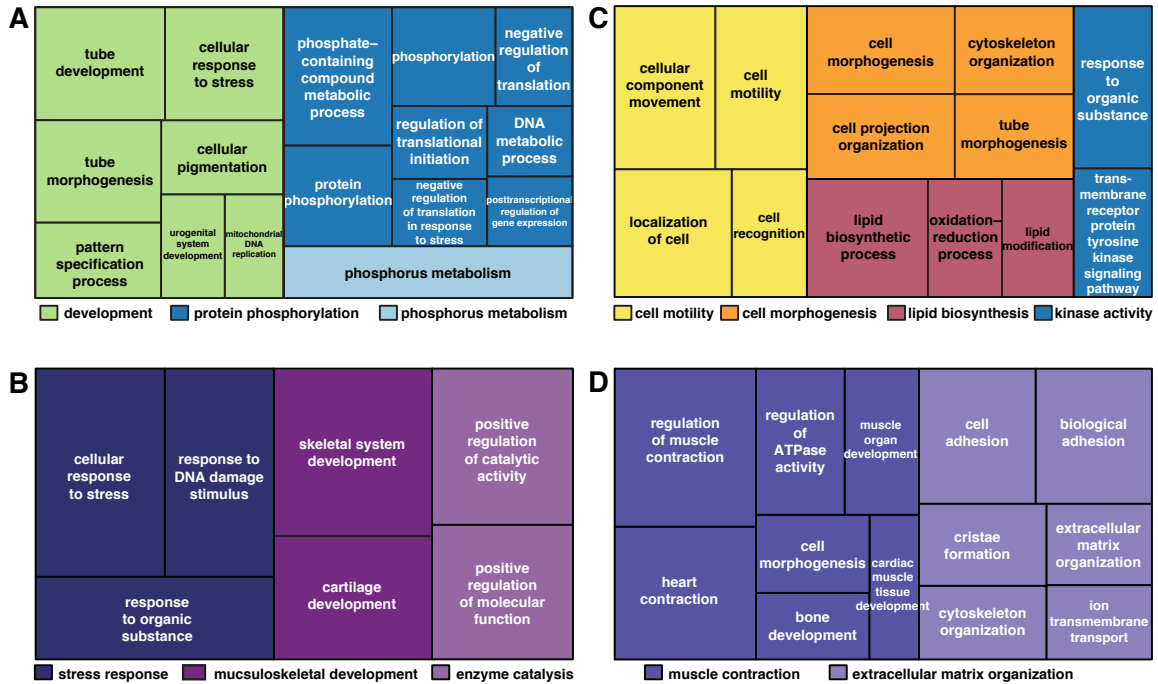 A
tube
development
cellular
response
to stress
tube
morphogenesis
cellular
pigmentation
pattern
specification
process
urogenital
system
development
mitochondrial
DNA
replication
phosphate–
containing
compound
metabolic
process
phosphorylation
negative
regulation
of
translation
regulation of
translational
initiation
DNA
metabolic
process
protein
phosphorylation
negative
regulation
of translation
in response
to stress
posttranscriptional
regulation of
gene expression
phosphorus metabolism
development
protein phosphorylation
phosphorus metabolism
C
cellular
component
movement
cell
motility
localization
of cell
cell
recognition
cell
morphogenesis
cytoskeleton
organization
cell projection
organization
tube
morphogenesis
lipid
biosynthetic
process
oxidation–
reduction
process
lipid
modification
response
to
organic
substance
trans-
membrane
receptor
protein
tyrosine
kinase
signaling
pathway
cell motility
cell morphogenesis
lipid biosynthesis
kinase activity
B
cellular
response
to stress
response to
DNA damage
stimulus
response
to organic
substance
skeletal system
development
cartilage
development
positive
regulation
of catalytic
activity
positive
regulation
of molecular
function
stress response
mucsuloskeletal development
enzyme catalysis
D
regulation
of muscle
contraction
heart
contraction
regulation
of
ATPase
activity
muscle
organ
development
cell
morphogenesis
bone
development
cardiac
muscle
tissue
development
cell
adhesion
biological
adhesion
cristae
formation
extracellular
matrix
organization
cytoskeleton
organization
ion
transmembrane
transport
muscle contraction
extracellular matrix organization